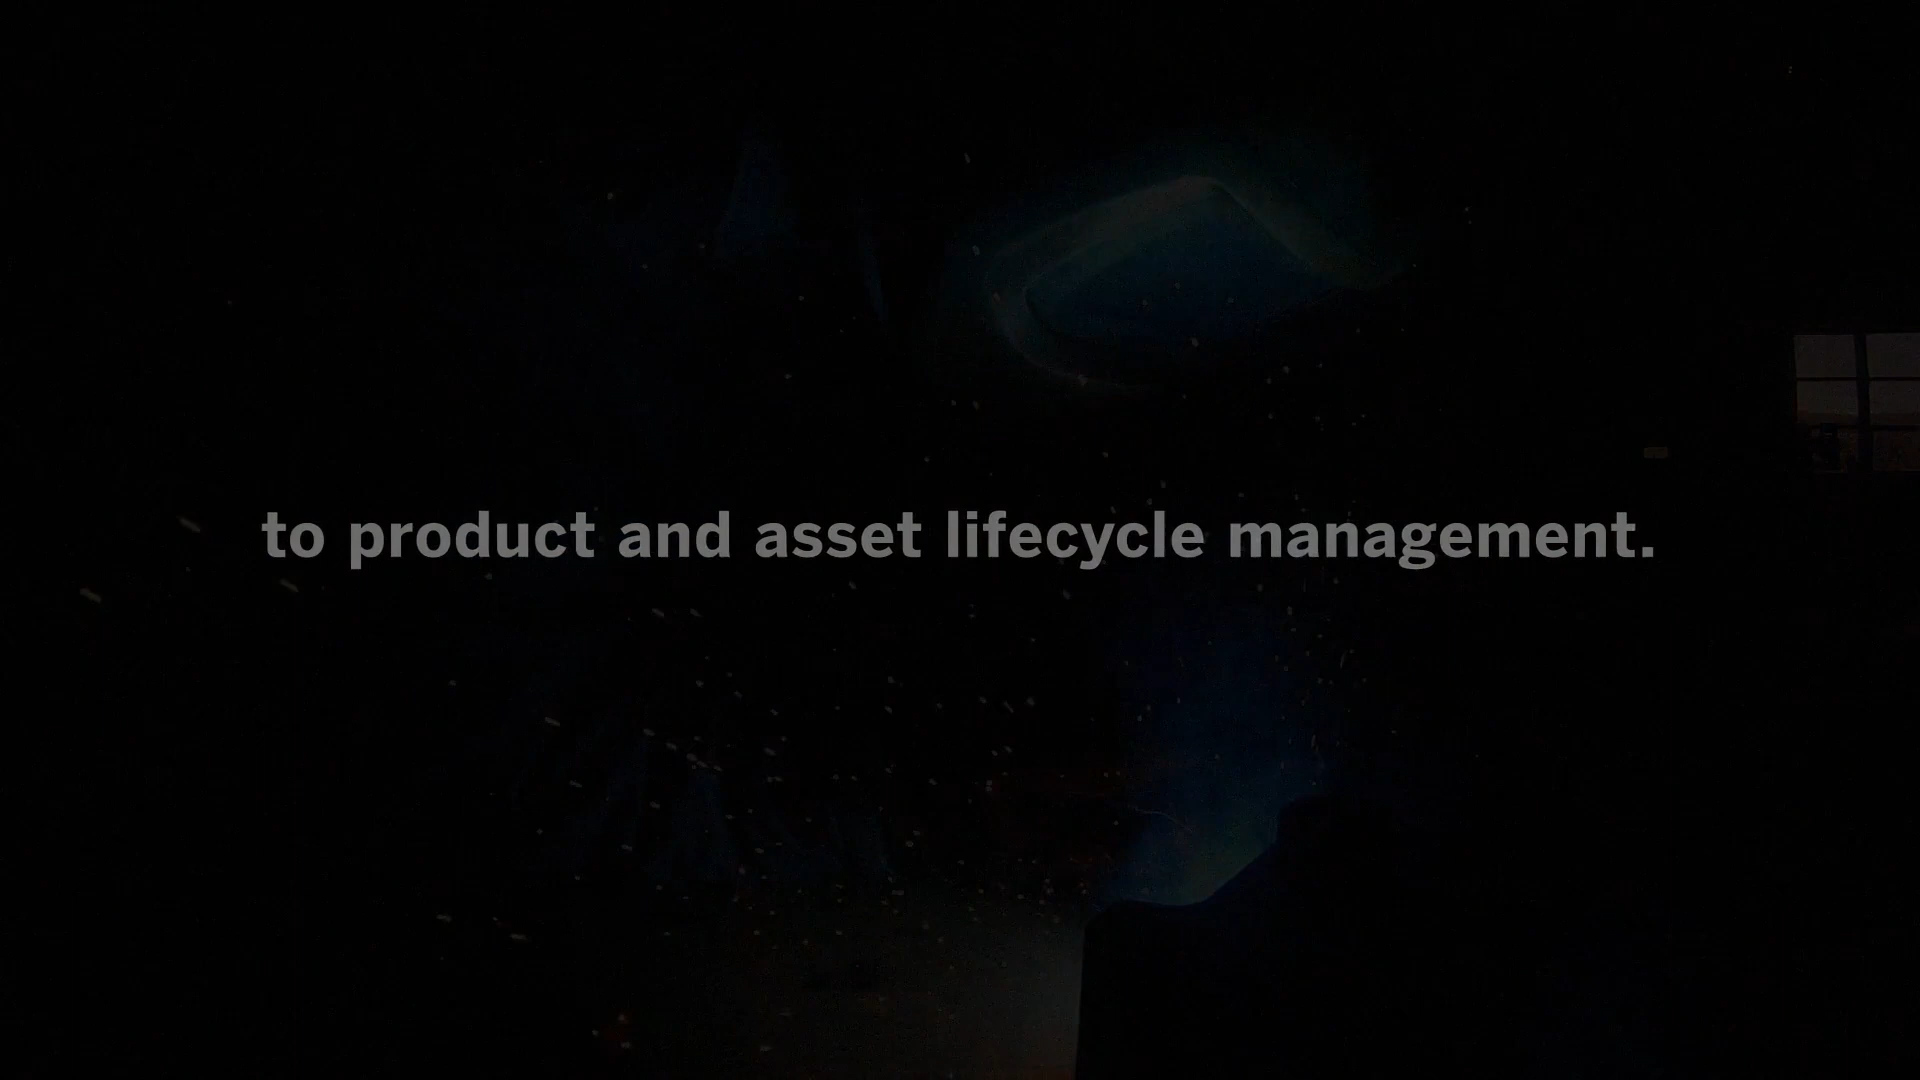 to product and asset lifecycle management.